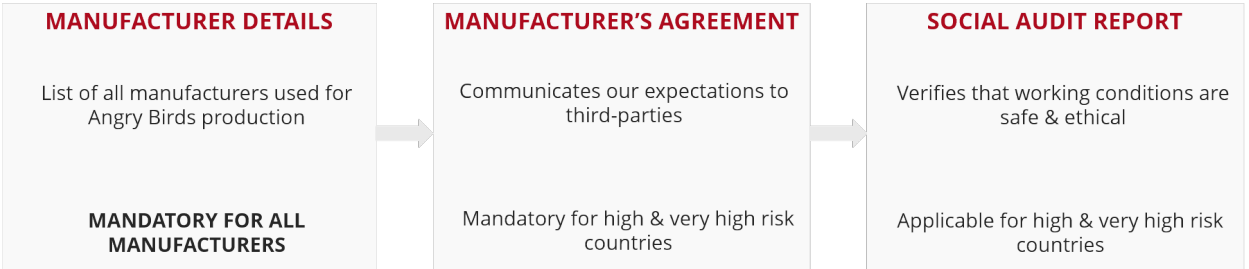 MANUFACTURER DETAILS
List of all manufacturers used for
Angry Birds production
MANDATORY FOR ALL
MANUFACTURERS
MANUFACTURER’S AGREEMENT
Communicates our expectations to
third-parties
Mandatory for high & very high risk
countries
SOCIAL AUDIT REPORT
Verifies that working conditions are
safe & ethical
Applicable for high & very high risk
countries